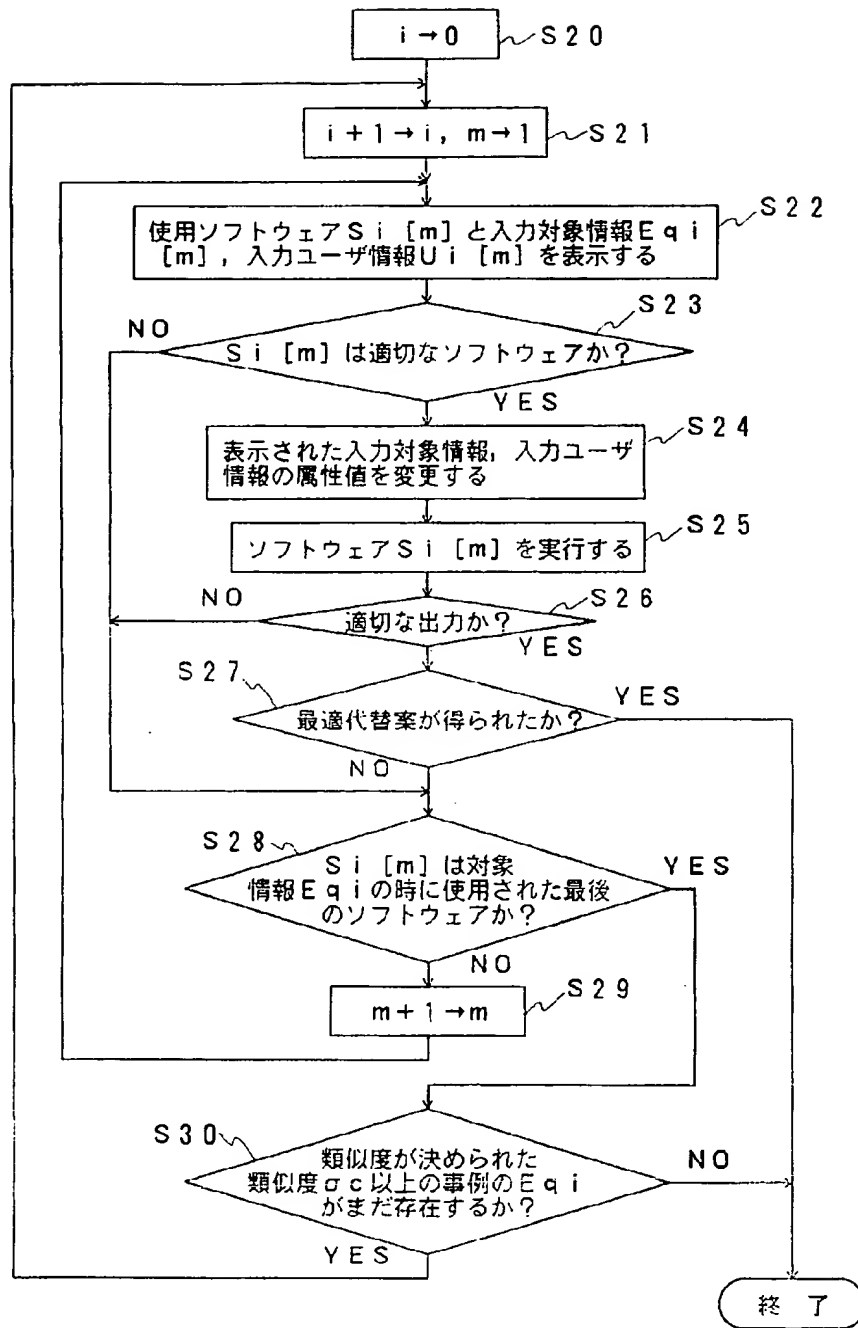 i→0
S20
i+1→i, m→1
S21
S22
使用ソフトウェアSi [m] と入力対象情報Eqi
[m] , 入力ユーザ情報Ui [m] を表示する
S23
NO
Si [m] は適切なソフトウェアか?
YES
S24
表示された入力対象情報, 入力ユーザ
情報の属性値を変更する
S25
ソフトウェアSi [m] を実行する
S26
NO
適切な出力か?
YES
S27
YES
最適代替案が得られたか?
NO
S28
YES
Si [m] は対象
情報Eqiの時に使用された最後
のソフトウェアか?
NO
S29
m+1→m
S30
類似度が決められた
NO
類似度σc以上の事例のEqi
がまだ存在するか?
YES
終 了